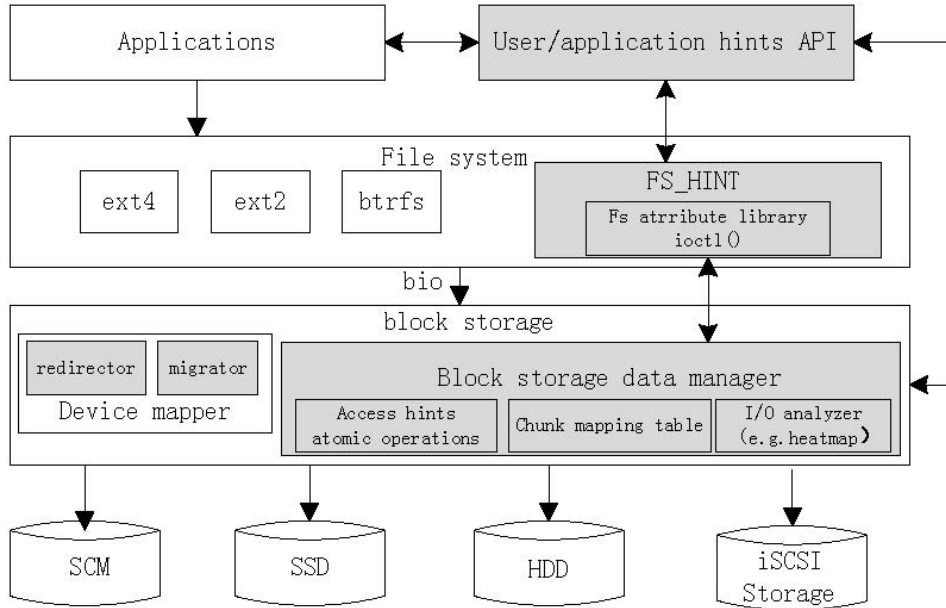 Applications
User/application hints API
File system
ext4
ext2
btrfs
FS_HINT
Fs atrribute library
ioctl()
bio
block storage
redirector
migrator
Device mapper
Block storage data manager
Access hints
atomic operations
Chunk mapping table
I/O analyzer
(e.g.heatmap)
SCM
SSD
HDD
iSCSI
Storage